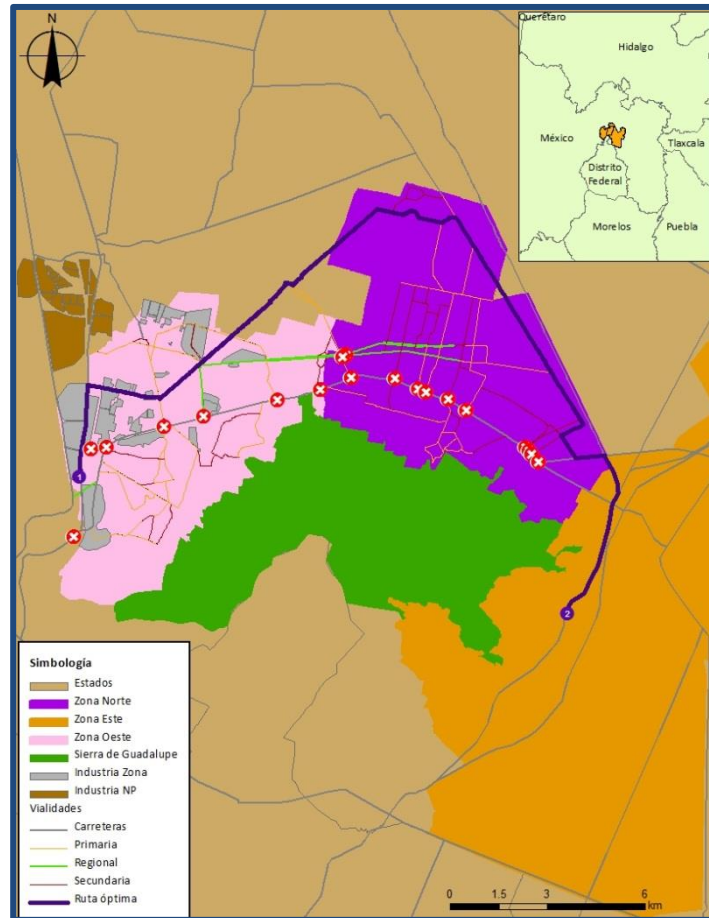 N
Querétaro
Hidalgo
México
Tlaxcala
Distrito
Federal
Morelos
Puebla
1
2
Simbología
Estados
Zona Norte
Zona Este
Zona Oeste
Sierra de Guadalupe
Industria Zona
Industria NP
Vialidades
Carreteras
Primaria
Regional
Secundaria
Ruta óptima
0 1.5 3 6
km